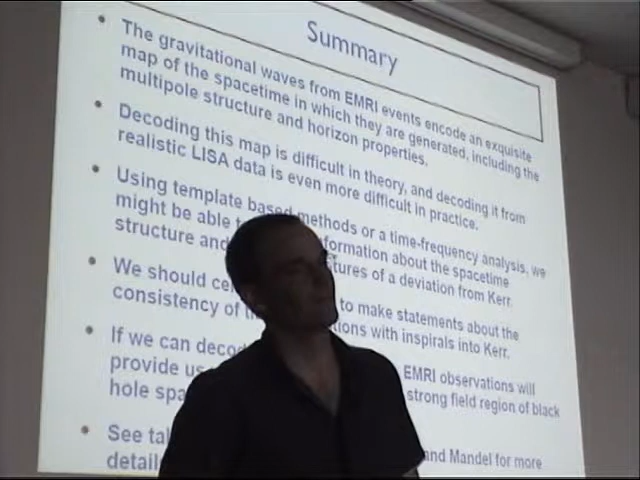 Summary
• The gravitational waves from EMRI events encode an exquisite
map of the spacetime in which they are generated, including the
multipole structure and horizon properties.
• Decoding this map is difficult in theory, and decoding it from
realistic LISA data is even more difficult in practice.
• Using template based methods or a time-frequency analysis, we
might be able formation about the spacetime
structure and tures of a deviation from Kerr.
• We should to make statements about the
consistency of tions with inspirals into Kerr.
• If we can EMRI observations will
provide us strong field region of black
hole
• See
and Mandel for more